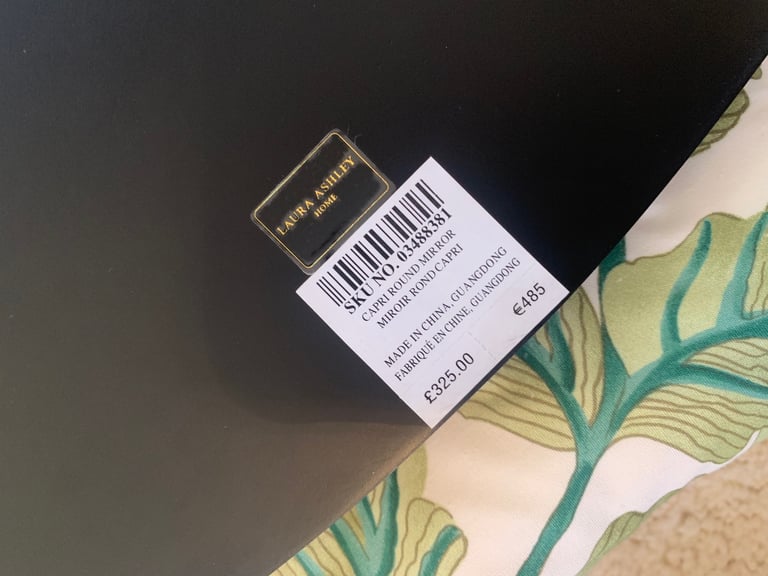 LAURA ASHLEY
HOME
SKU NO. 03488381
CAPRI ROUND MIRROR
MIROIR ROND CAPRI
MADE IN CHINA, GUANGDONG
FABRIQUÉ EN CHINE, GUANGDONG
£325.00
€485